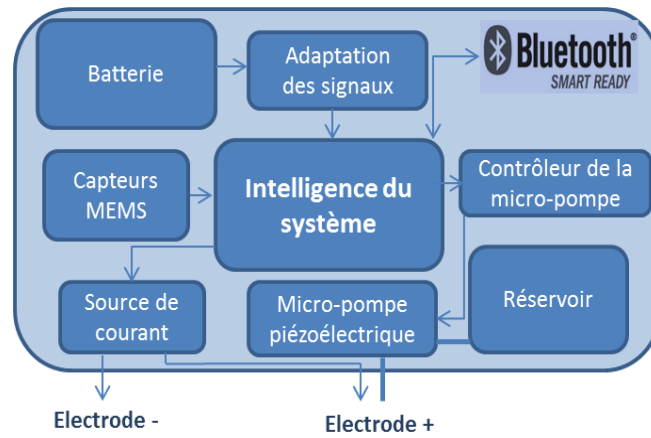 Batterie
Adaptation
des signaux
Bluetooth®
SMART READY
Capteurs
MEMS
Intelligence du
système
Contrôleur de la
micro-pompe
Source de
courant
Micro-pompe
piézoélectrique
Réservoir
Electrode -
Electrode +